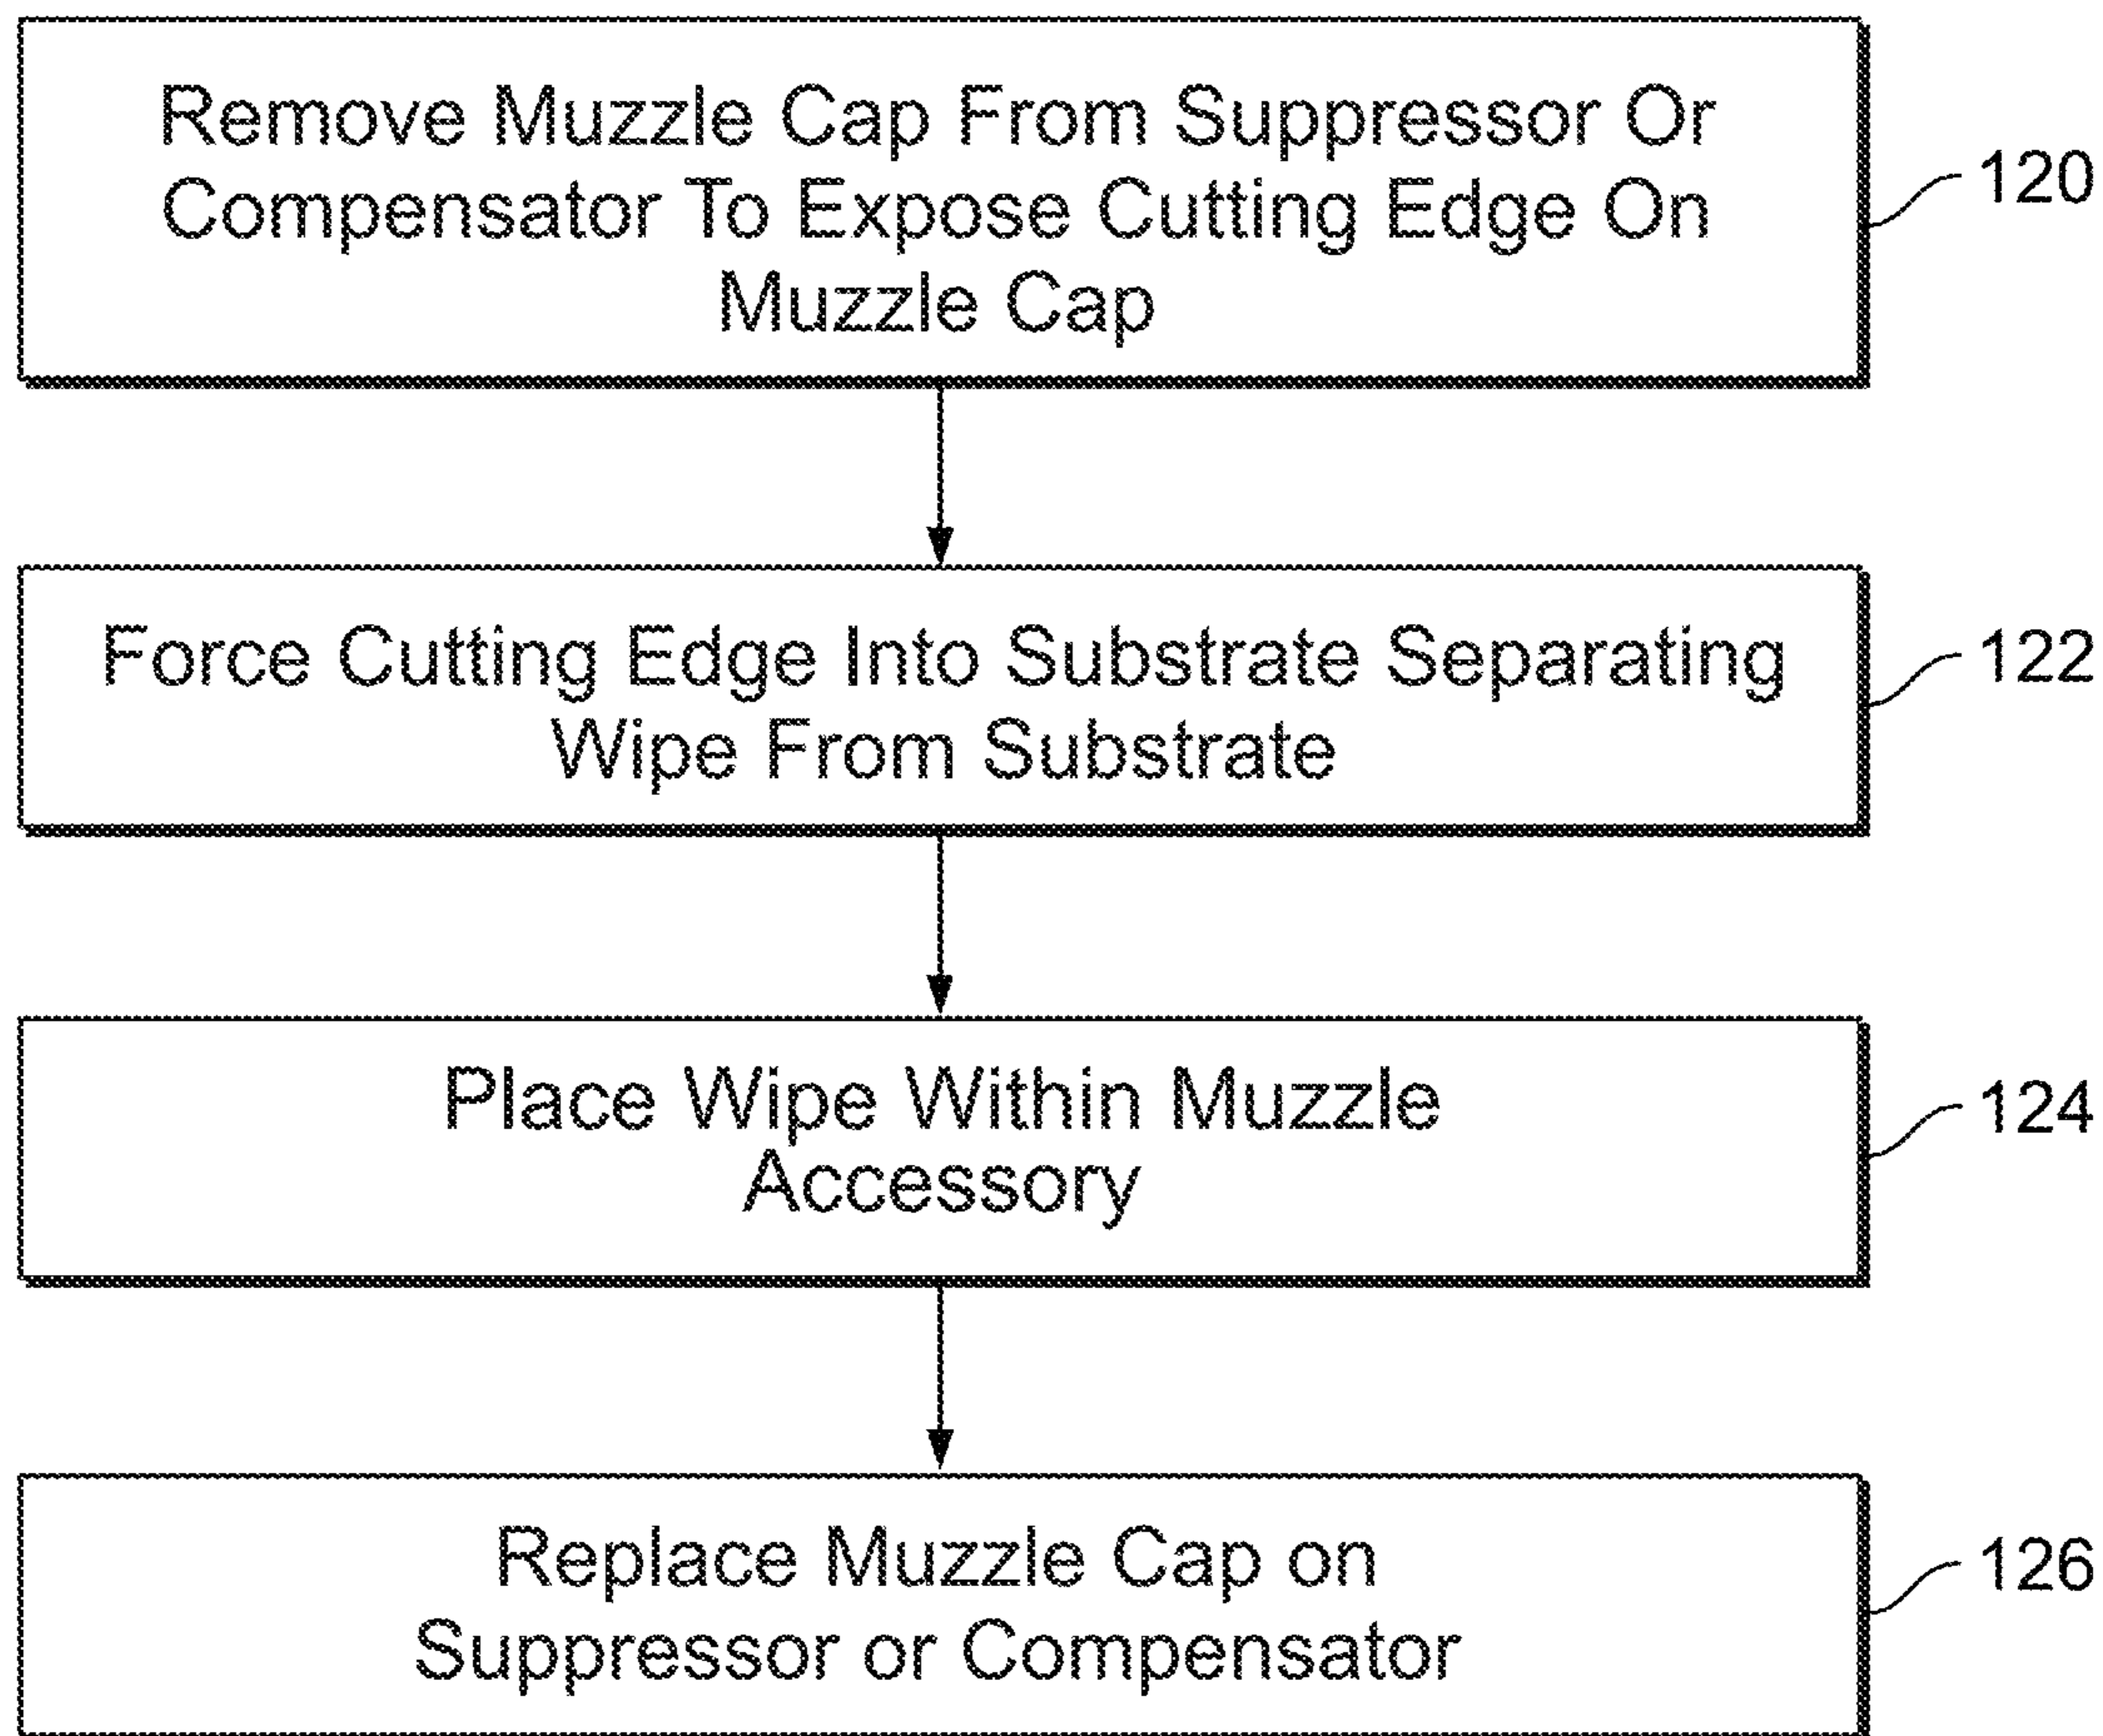 Remove Muzzle Cap From Suppressor Or
Compensator To Expose Cutting Edge On
Muzzle Cap
120
Force Cutting Edge Into Substrate Separating
Wipe From Substrate
122
Place Wipe Within Muzzle
Accessory
124
Replace Muzzle Cap on
Suppressor or Compensator
126